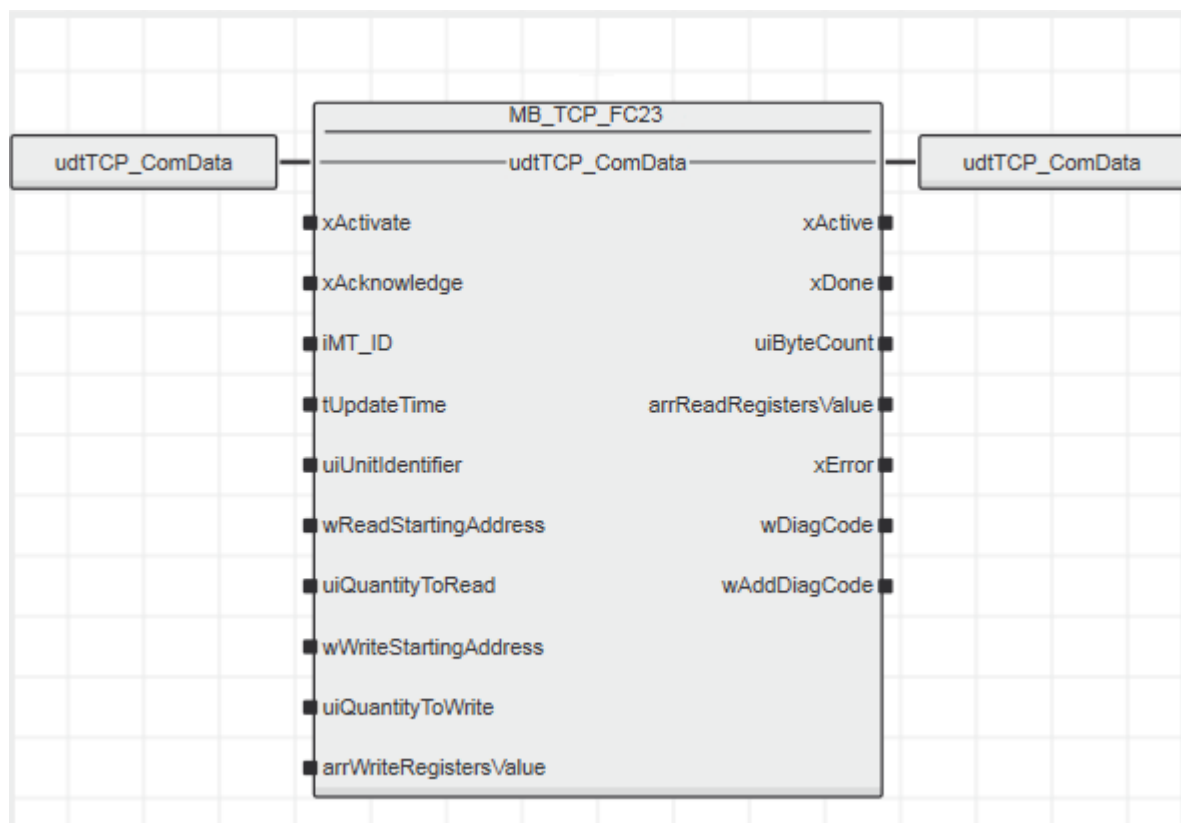 MB_TCP_FC23
udtTCP_ComData udtTCP_ComData udtTCP_ComData
xActivate xActive
xAcknowledge xDone
iMT_ID uiByteCount
tUpdateTime arrReadRegistersValue
uiUnitIdentifier xError
wReadStartingAddress wDiagCode
uiQuantityToRead wAddDiagCode
wWriteStartingAddress
uiQuantityToWrite
arrWriteRegistersValue